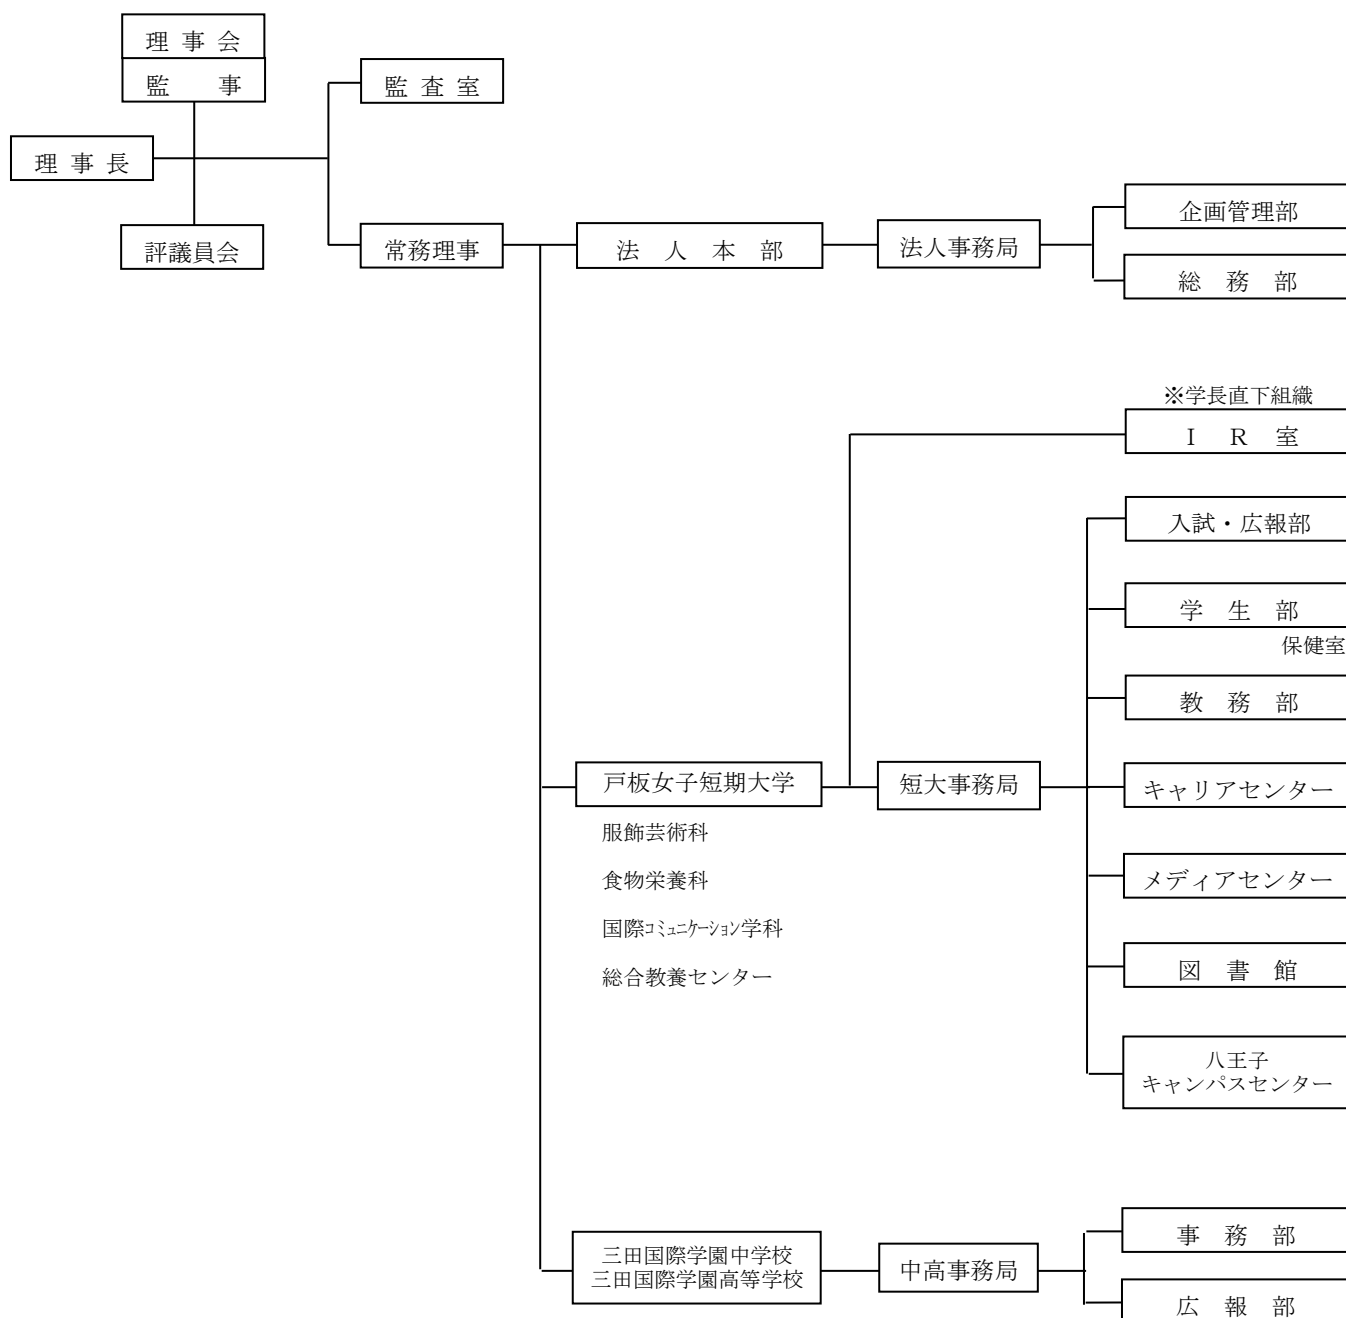 理 事 会
監 事
監 査 室
理 事 長
評議員会
常務理事
法 人 本 部
法人事務局
企画管理部
総 務 部
※学長直下組織
Ｉ Ｒ 室
入試・広報部
学 生 部
保健室
教 務 部
戸板女子短期大学
短大事務局
キャリアセンター
服飾芸術科
食物栄養科
国際ｺﾐｭﾆｹｰｼｮﾝ学科
総合教養センター
メディアセンター
図 書 館
八王子
キャンパスセンター
三田国際学園中学校
三田国際学園高等学校
中高事務局
事 務 部
広 報 部